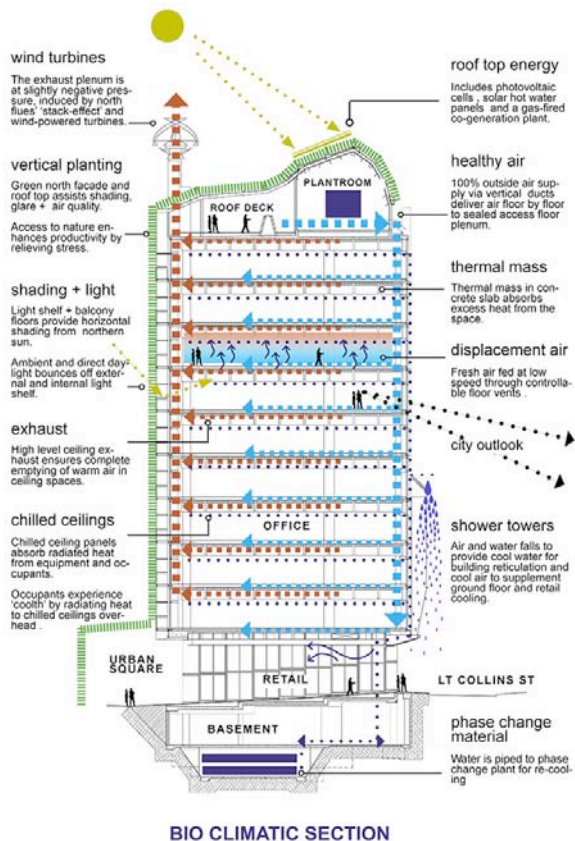 wind turbines
The exhaust plenum is
at slightly negative pres-
sure, induced by north
flues' 'stack-effect' and
wind-powered turbines.
vertical planting
Green north facade and
roof top assists shading,
glare + air quality.
Access to nature en-
hances productivity by
relieving stress.
shading + light
Light shelf + balcony
floors provide horizontal
shading from northern
sun.
Ambient and direct day-
light bounces off exter-
nal and internal light
shelf.
exhaust
High level ceiling ex-
haust ensures complete
emptying of warm air in
ceiling spaces.
chilled ceilings
Chilled ceiling panels
absorb radiated heat
from equipment and oc-
cupants.
Occupants experience
'coolth' by radiating heat
to chilled ceilings over-
head .
ROOF DECK
PLANTROOM
OFFICE
URBAN
SQUARE
RETAIL
LT COLLINS ST
BASEMENT
roof top energy
Includes photovoltaic
cells , solar hot water
panels and a gas-fired
co-generation plant.
healthy air
100% outside air sup-
ply via vertical ducts
deliver air floor by floor
to sealed access floor
plenum.
thermal mass
Thermal mass in con-
crete slab absorbs
excess heat from the
space.
displacement air
Fresh air fed at low
speed through controlla-
ble floor vents .
city outlook
shower towers
Air and water falls to
provide cool water for
building reticulation and
cool air to supplement
ground floor and retail
cooling.
phase change
material
Water is piped to phase
change plant for re-cool-
ing
BIO CLIMATIC SECTION